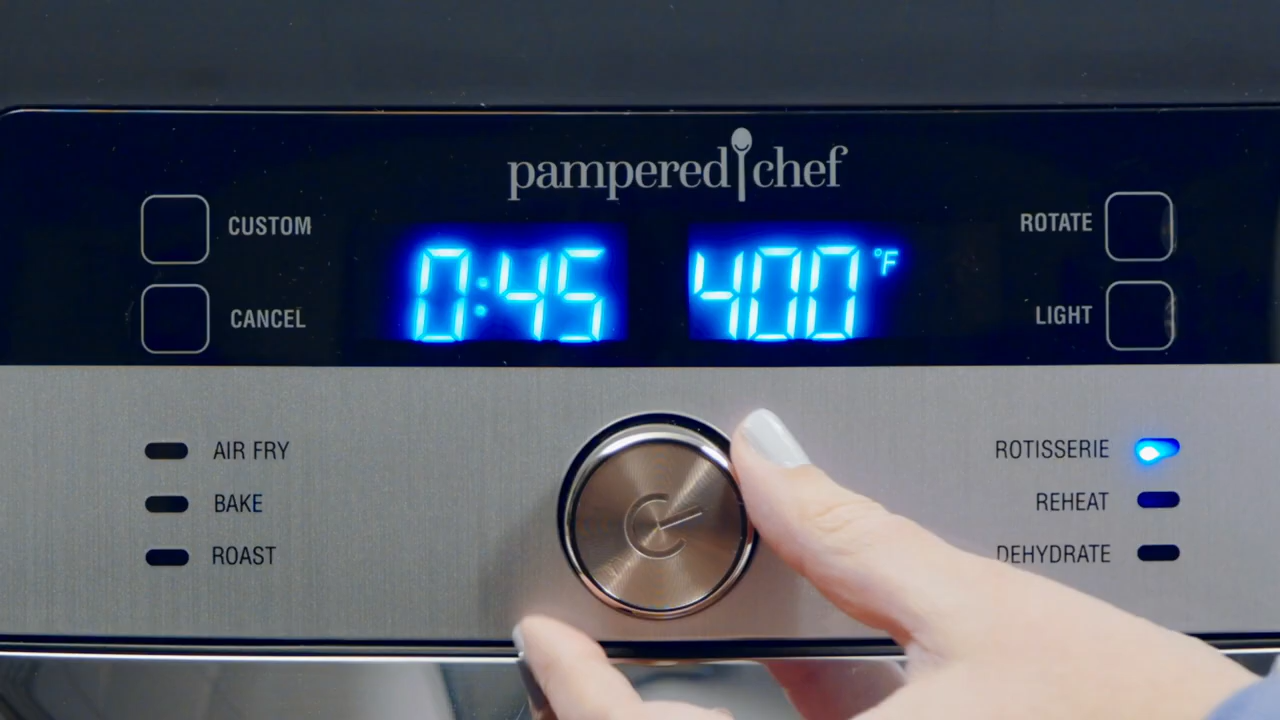 pampered chef
CUSTOM
ROTATE
0:45 400 °F
CANCEL
LIGHT
AIR FRY
ROTISSERIE
BAKE
REHEAT
ROAST
DEHYDRATE